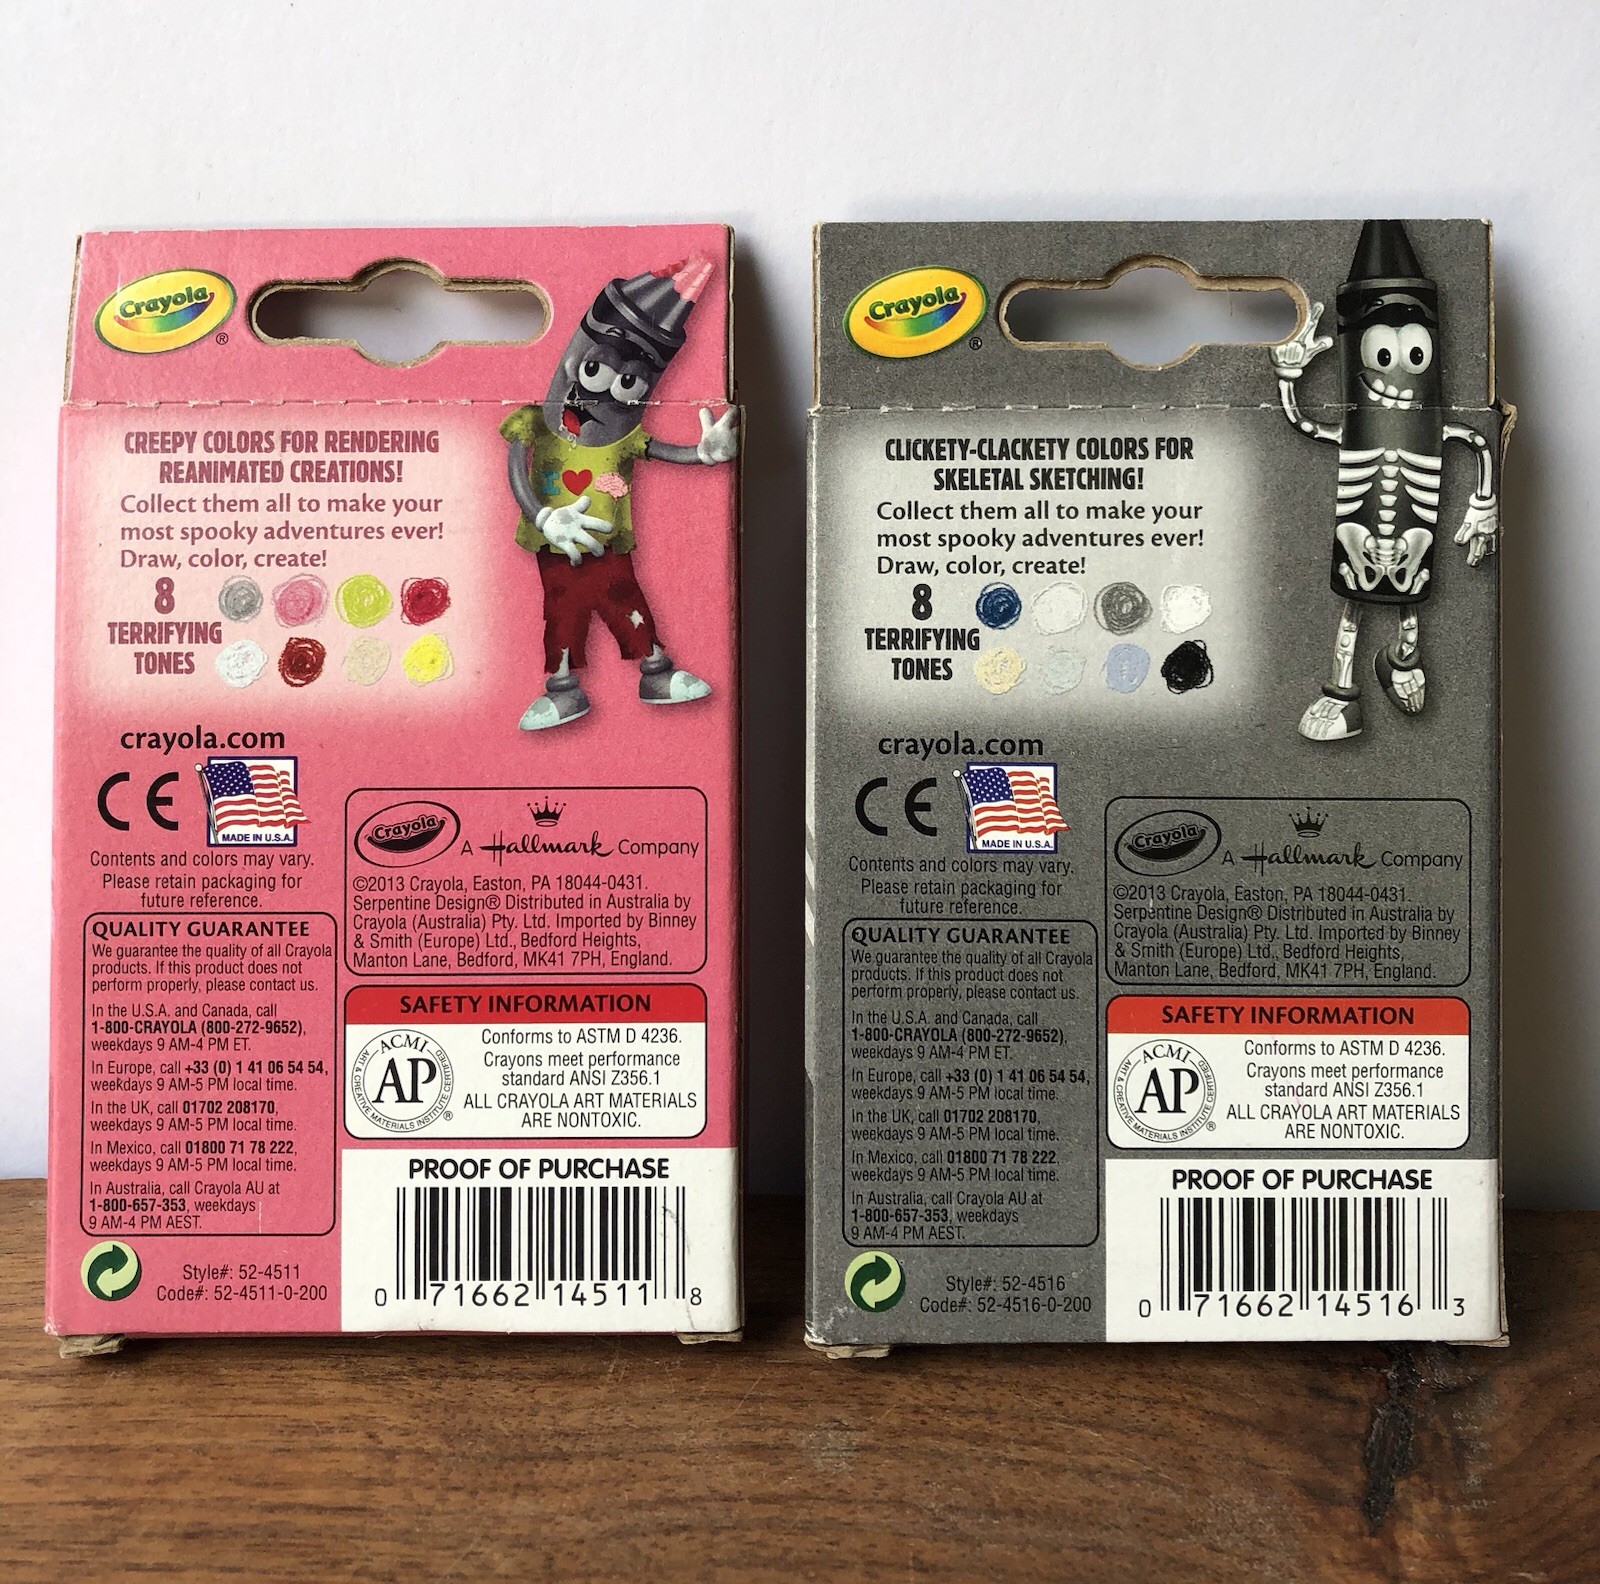 Crayola®
CREEPY COLORS FOR RENDERING
REANIMATED CREATIONS!
Collect them all to make your
most spooky adventures ever!
Draw, color, create!
8
TERRIFYING
TONES
I ❤
crayola.com
CE
MADE IN U.S.A.
Contents and colors may vary.
Please retain packaging for
future reference.
QUALITY GUARANTEE
We guarantee the quality of all Crayola
products. If this product does not
perform properly, please contact us.
In the U.S.A. and Canada, call
1-800-CRAYOLA (800-272-9652),
weekdays 9 AM-4 PM ET.
In Europe, call +33 (0) 1 41 06 54 54,
weekdays 9 AM-5 PM local time.
In the UK, call 01702 208170,
weekdays 9 AM-5 PM local time.
In Mexico, call 01800 71 78 222,
weekdays 9 AM-5 PM local time.
In Australia, call Crayola AU at
1-800-657-353, weekdays
9 AM-4 PM AEST.
Style#: 52-4511
Code#: 52-4511-0-200
Crayola A Hallmark Company
©2013 Crayola, Easton, PA 18044-0431.
Serpentine Design® Distributed in Australia by
Crayola (Australia) Pty. Ltd. Imported by Binney
& Smith (Europe) Ltd., Bedford Heights,
Manton Lane, Bedford, MK41 7PH, England.
SAFETY INFORMATION
ACMI
AP
ART & CREATIVE MATERIALS INSTITUTE CERTIFIED ®
Conforms to ASTM D 4236.
Crayons meet performance
standard ANSI Z356.1
ALL CRAYOLA ART MATERIALS
ARE NONTOXIC.
PROOF OF PURCHASE
0 71662 14511 8
Crayola®
CLICKETY-CLACKETY COLORS FOR
SKELETAL SKETCHING!
Collect them all to make your
most spooky adventures ever!
Draw, color, create!
8
TERRIFYING
TONES
crayola.com
CE
MADE IN U.S.A.
Contents and colors may vary.
Please retain packaging for
future reference.
QUALITY GUARANTEE
We guarantee the quality of all Crayola
products. If this product does not
perform properly, please contact us.
In the U.S.A. and Canada, call
1-800-CRAYOLA (800-272-9652),
weekdays 9 AM-4 PM ET.
In Europe, call +33 (0) 1 41 06 54 54,
weekdays 9 AM-5 PM local time.
In the UK, call 01702 208170,
weekdays 9 AM-5 PM local time.
In Mexico, call 01800 71 78 222,
weekdays 9 AM-5 PM local time.
In Australia, call Crayola AU at
1-800-657-353, weekdays
9 AM-4 PM AEST.
Style#: 52-4516
Code#: 52-4516-0-200
Crayola A Hallmark Company
©2013 Crayola, Easton, PA 18044-0431.
Serpentine Design® Distributed in Australia by
Crayola (Australia) Pty. Ltd. Imported by Binney
& Smith (Europe) Ltd., Bedford Heights,
Manton Lane, Bedford, MK41 7PH, England.
SAFETY INFORMATION
ACMI
AP
ART & CREATIVE MATERIALS INSTITUTE CERTIFIED ®
Conforms to ASTM D 4236.
Crayons meet performance
standard ANSI Z356.1
ALL CRAYOLA ART MATERIALS
ARE NONTOXIC.
PROOF OF PURCHASE
0 71662 14516 3